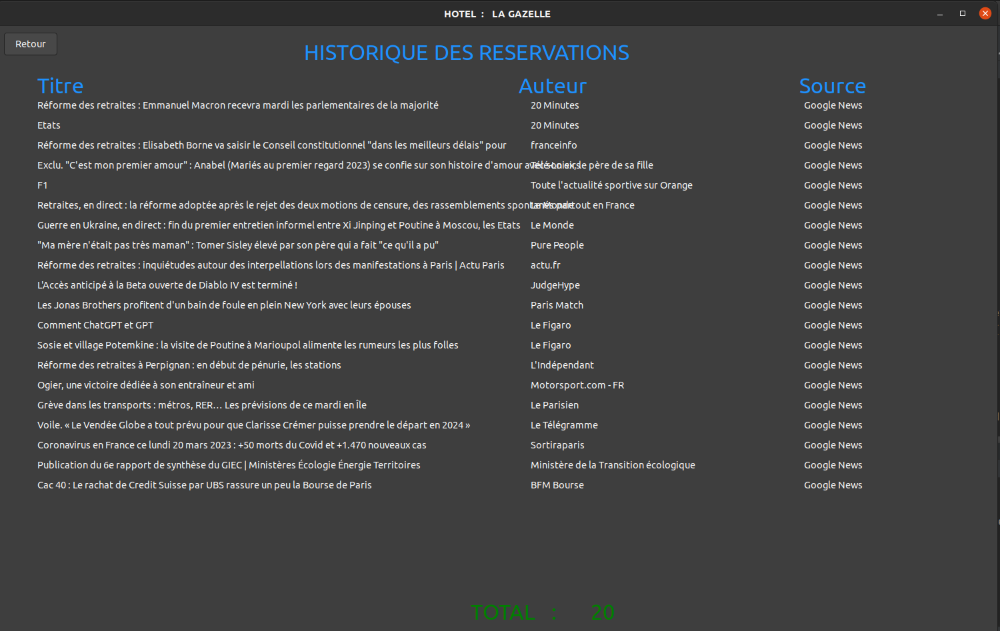 HOTEL : LA GAZELLE
Retour
HISTORIQUE DES RESERVATIONS
Titre Auteur Source
Réforme des retraites : Emmanuel Macron recevra mardi les parlementaires de la majorité 20 Minutes Google News
Etats 20 Minutes Google News
Réforme des retraites : Elisabeth Borne va saisir le Conseil constitutionnel "dans les meilleurs délais" pour franceinfo Google News
Exclu. "C'est mon premier amour" : Anabel (Mariés au premier regard 2023) se confie sur son histoire d'amour avec son ex, le père de sa fille Télé-Loisirs Google News
F1 Toute l'actualité sportive sur Orange Google News
Retraites, en direct : la réforme adoptée après le rejet des deux motions de censure, des rassemblements spontanés partout en France Le Monde Google News
Guerre en Ukraine, en direct : fin du premier entretien informel entre Xi Jinping et Poutine à Moscou, les Etats Le Monde Google News
"Ma mère n'était pas très maman" : Tomer Sisley élevé par son père qui a fait "ce qu'il a pu" Pure People Google News
Réforme des retraites : inquiétudes autour des interpellations lors des manifestations à Paris | Actu Paris actu.fr Google News
L'Accès anticipé à la Beta ouverte de Diablo IV est terminé ! JudgeHype Google News
Les Jonas Brothers profitent d'un bain de foule en plein New York avec leurs épouses Paris Match Google News
Comment ChatGPT et GPT Le Figaro Google News
Sosie et village Potemkine : la visite de Poutine à Marioupol alimente les rumeurs les plus folles Le Figaro Google News
Réforme des retraites à Perpignan : en début de pénurie, les stations L'Indépendant Google News
Ogier, une victoire dédiée à son entraîneur et ami Motorsport.com - FR Google News
Grève dans les transports : métros, RER… Les prévisions de ce mardi en Île Le Parisien Google News
Voile. « Le Vendée Globe a tout prévu pour que Clarisse Crémer puisse prendre le départ en 2024 » Le Télégramme Google News
Coronavirus en France ce lundi 20 mars 2023 : +50 morts du Covid et +1.470 nouveaux cas Sortiraparis Google News
Publication du 6e rapport de synthèse du GIEC | Ministères Écologie Énergie Territoires Ministère de la Transition écologique Google News
Cac 40 : Le rachat de Credit Suisse par UBS rassure un peu la Bourse de Paris BFM Bourse Google News
TOTAL : 20